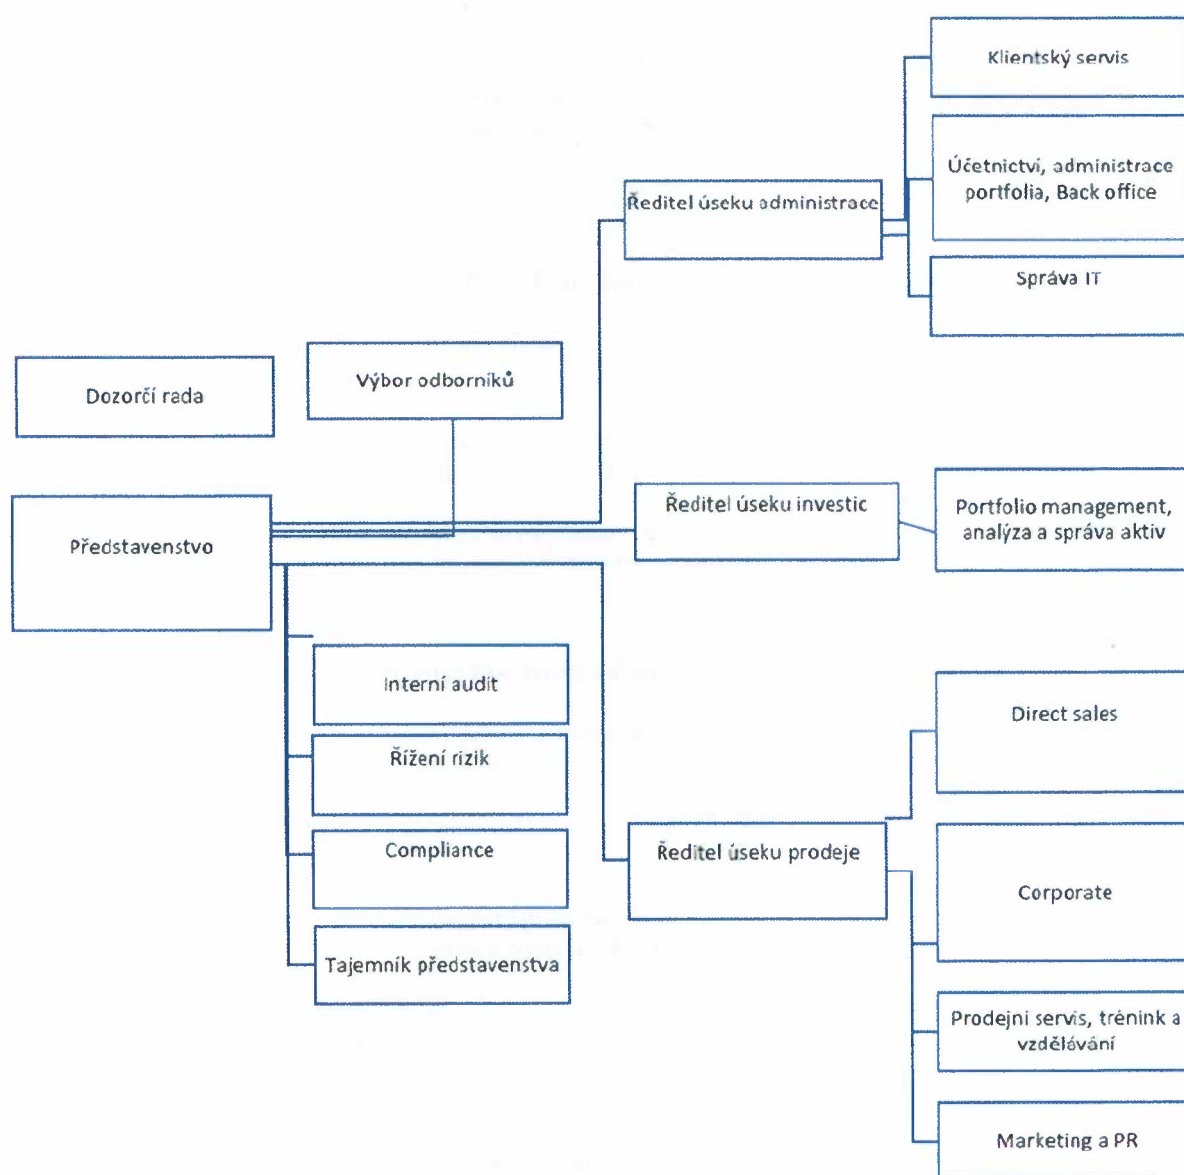 Klientský servis
Účetnictví, administrace
portfolia, Back office
Ředitel úseku administrace
Správa IT
Dozorčí rada
Výbor odborníků
Představenstvo
Ředitel úseku investic
Portfolio management,
analýza a správa aktiv
Interní audit
Řížení rizik
Compliance
Tajemník představenstva
Ředitel úseku prodeje
Direct sales
Corporate
Prodejní servis, trénink a
vzdělávání
Marketing a PR